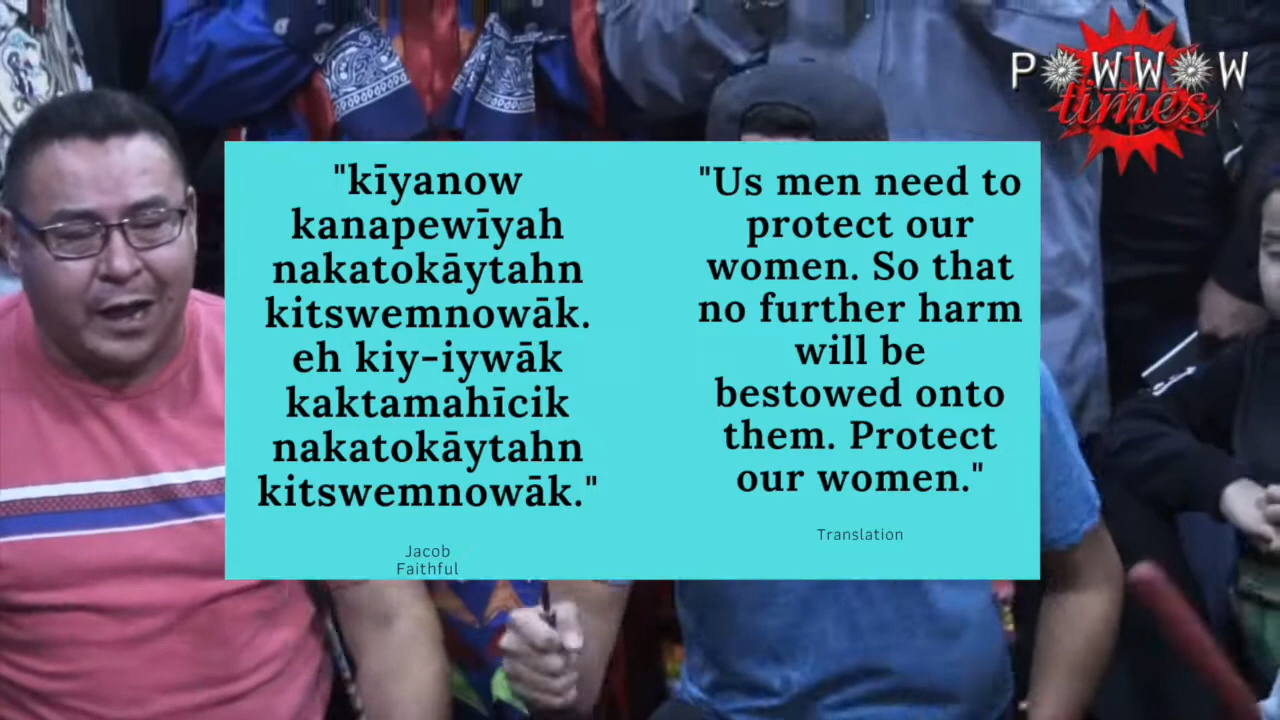 POWWOW
times
"kīyanow
kanapewīyah
nakatokāytahn
kitswemnowāk.
eh kiy-iywāk
kaktamahīcik
nakatokāytahn
kitswemnowāk."
Jacob
Faithful
"Us men need to
protect our
women. So that
no further harm
will be
bestowed onto
them. Protect
our women."
Translation